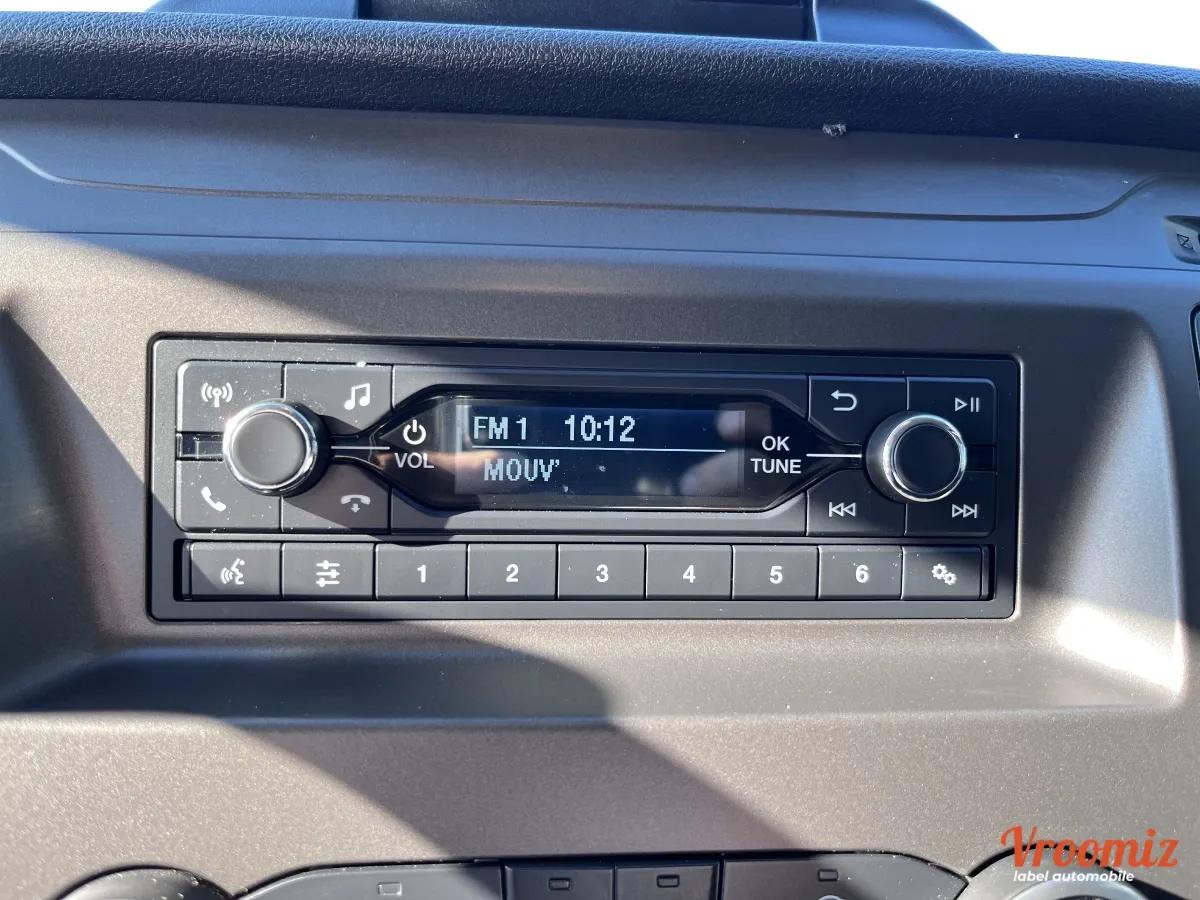 FM 1 10:12
MOUV'
VOL
OK
TUNE
1 2 3 4 5 6
Vroomiz
label automobile